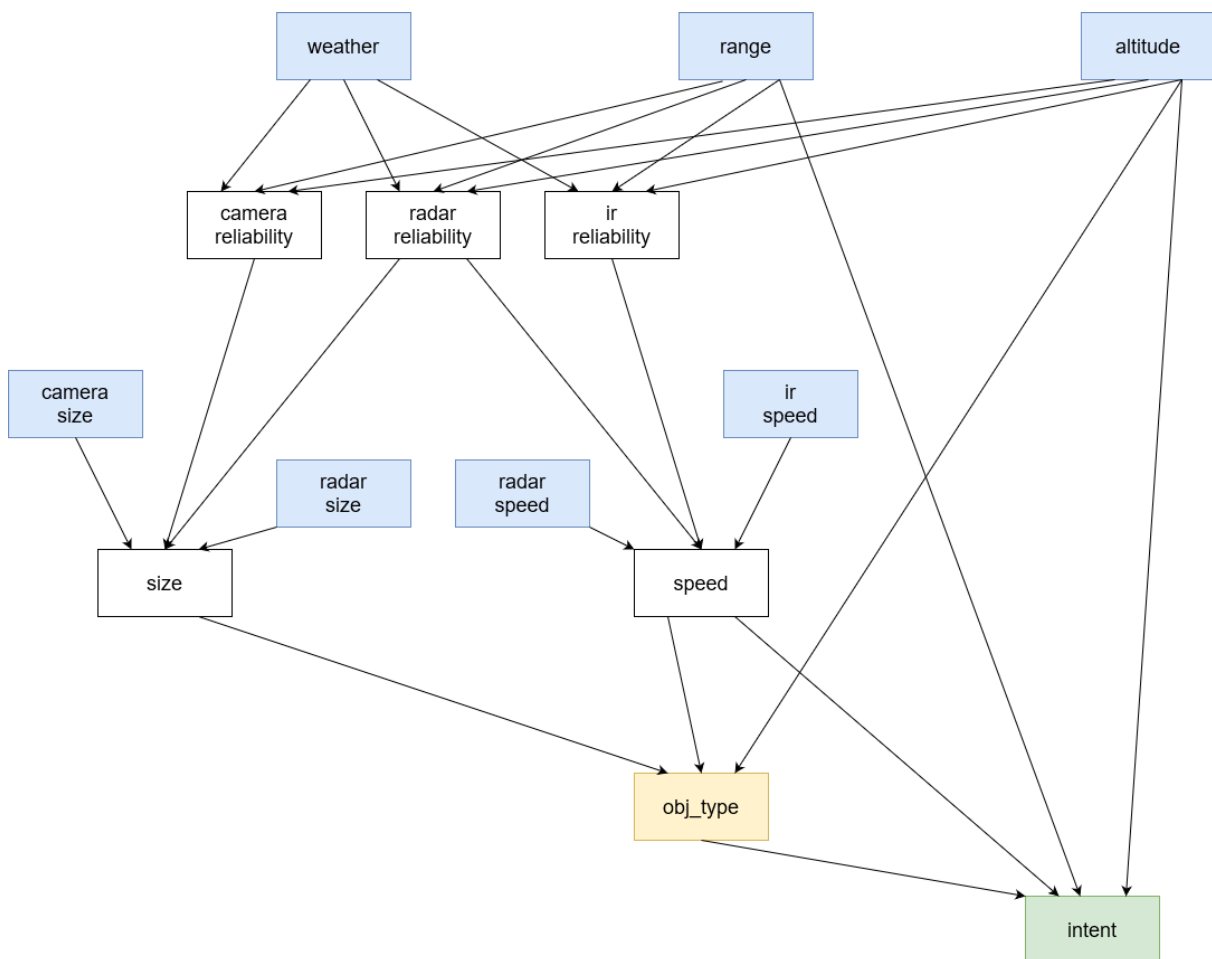 weather
range
altitude
camera
reliability
radar
reliability
ir
reliability
camera
size
ir
speed
radar
size
radar
speed
size
speed
obj_type
intent